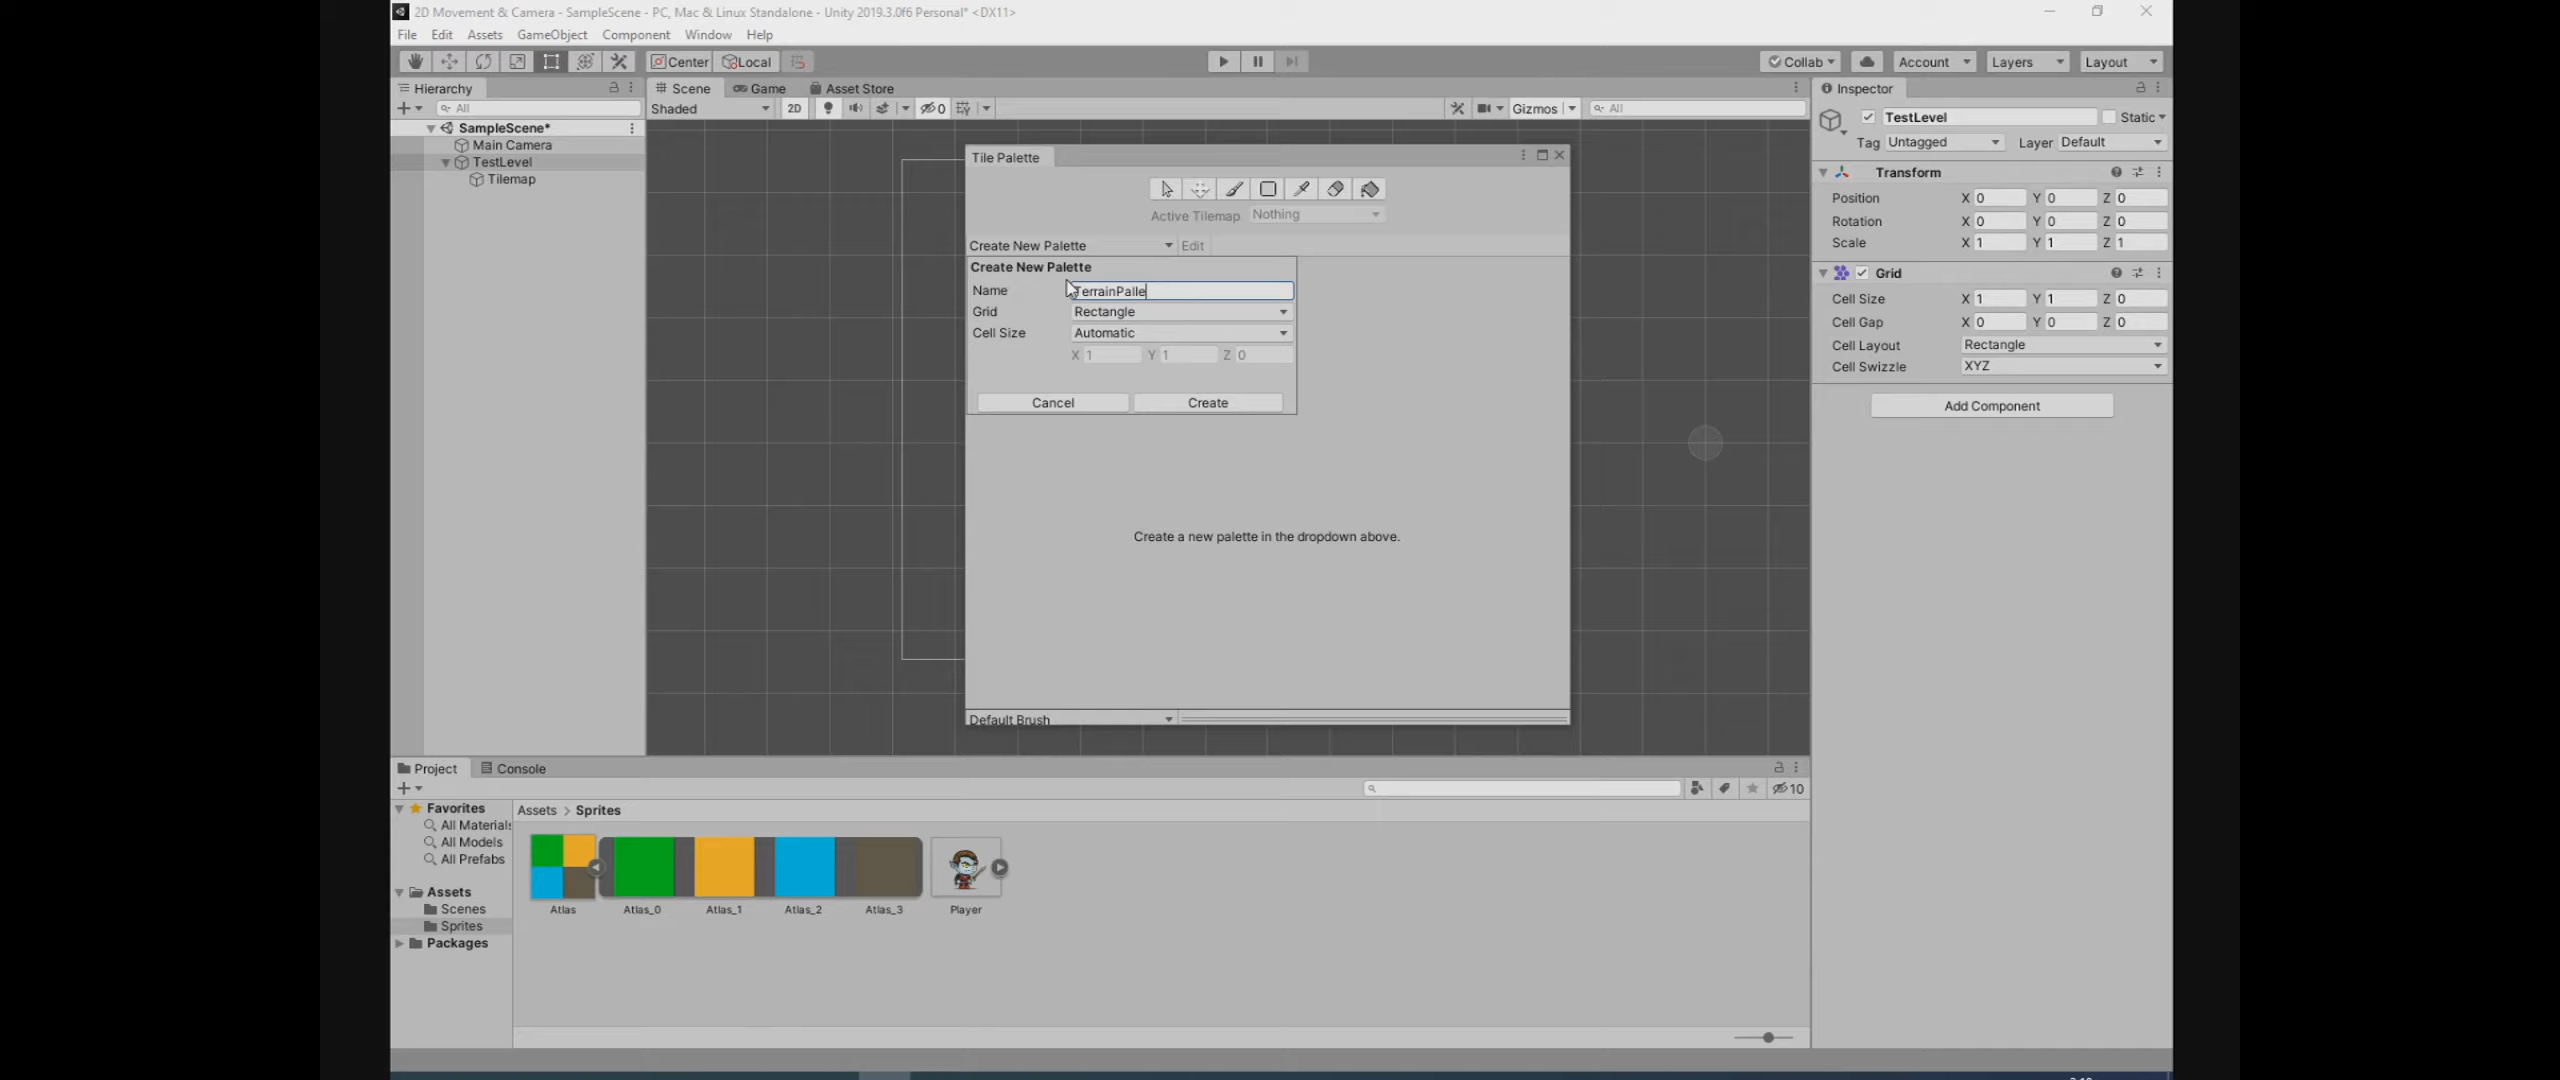 2D Movement & Camera - SampleScene - PC, Mac & Linux Standalone - Unity 2019.3.0f6 Personal* <DX11>
File Edit Assets GameObject Component Window Help
Center Local Collab Account Layers Layout
Hierarchy
All
SampleScene*
Main Camera
TestLevel
Tilemap
Scene Game Asset Store
Shaded 2D 0 Gizmos All
Tile Palette
Active Tilemap Nothing
Create New Palette Edit
Create New Palette
Name TerrainPalle
Grid Rectangle
Cell Size Automatic
X 1 Y 1 Z 0
Cancel Create
Create a new palette in the dropdown above.
Default Brush
Inspector
TestLevel Static
Tag Untagged Layer Default
Transform
Position X 0 Y 0 Z 0
Rotation X 0 Y 0 Z 0
Scale X 1 Y 1 Z 1
Grid
Cell Size X 1 Y 1 Z 0
Cell Gap X 0 Y 0 Z 0
Cell Layout Rectangle
Cell Swizzle XYZ
Add Component
Project Console
10
Favorites
All Materials
All Models
All Prefabs
Assets
Scenes
Sprites
Packages
Assets > Sprites
Atlas Atlas_0 Atlas_1 Atlas_2 Atlas_3 Player